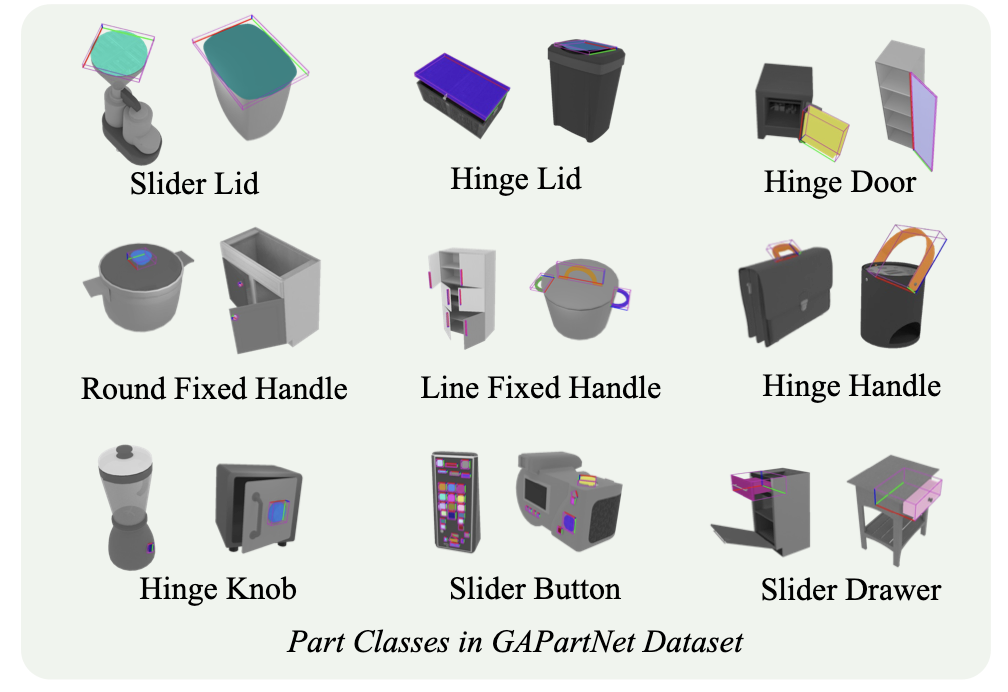 Slider Lid
Hinge Lid
Hinge Door
Round Fixed Handle
Line Fixed Handle
Hinge Handle
Hinge Knob
Slider Button
Slider Drawer
Part Classes in GAPartNet Dataset